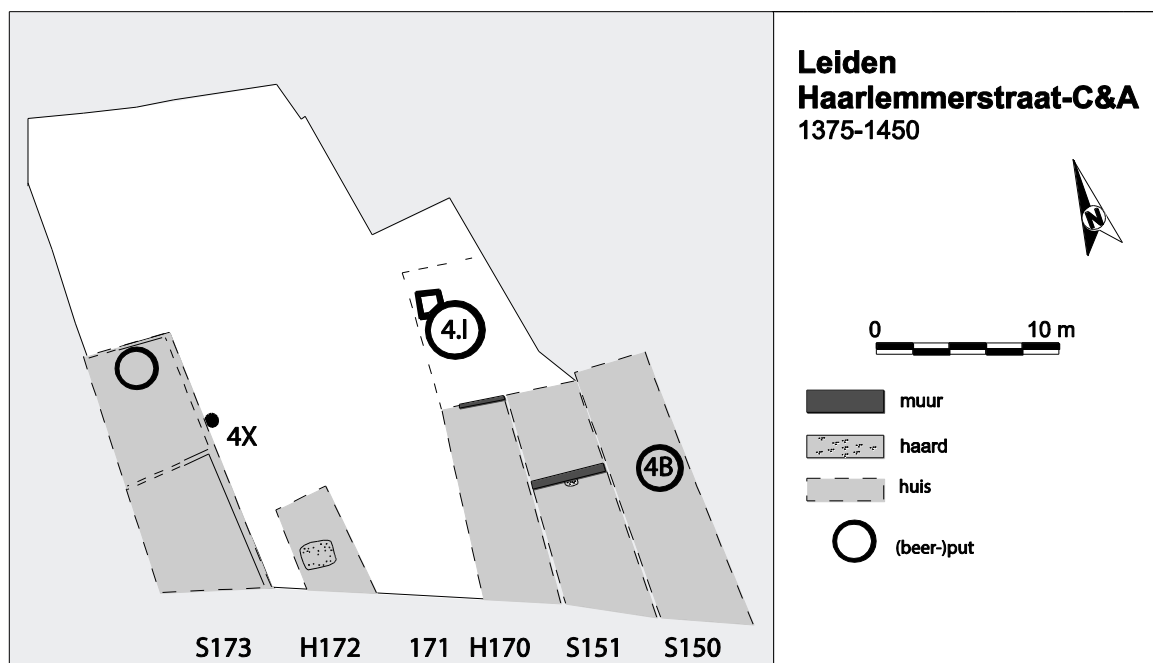 Leiden
Haarlemmerstraat-C&A
1375-1450
N
0 10 m
muur
haard
huis
(beer-)put
4.I
4X
4B
S173 H172 171 H170 S151 S150